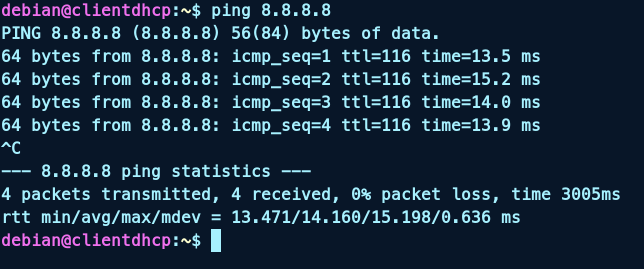 debian@clientdhcp:~$ ping 8.8.8.8
PING 8.8.8.8 (8.8.8.8) 56(84) bytes of data.
64 bytes from 8.8.8.8: icmp_seq=1 ttl=116 time=13.5 ms
64 bytes from 8.8.8.8: icmp_seq=2 ttl=116 time=15.2 ms
64 bytes from 8.8.8.8: icmp_seq=3 ttl=116 time=14.0 ms
64 bytes from 8.8.8.8: icmp_seq=4 ttl=116 time=13.9 ms
^C
--- 8.8.8.8 ping statistics ---
4 packets transmitted, 4 received, 0% packet loss, time 3005ms
rtt min/avg/max/mdev = 13.471/14.160/15.198/0.636 ms
debian@clientdhcp:~$